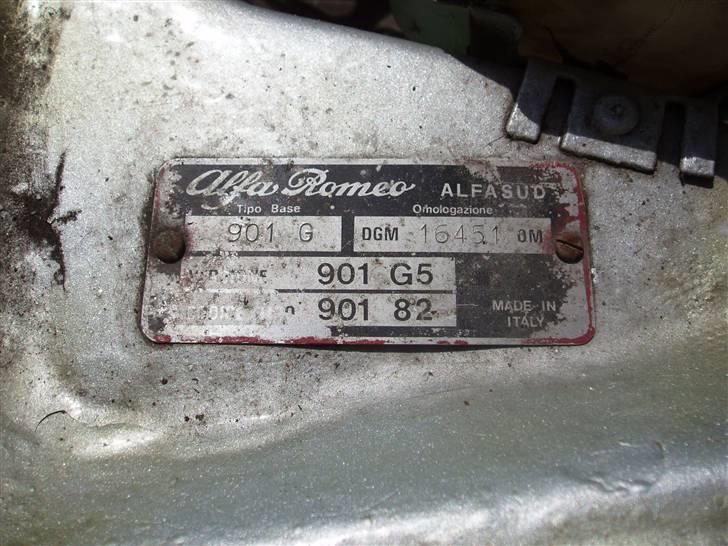 Alfa Romeo ALFASUD
Tipo Base Omologazione
901 G DGM 16451 OM
901 G5
901 82
MADE IN
ITALY